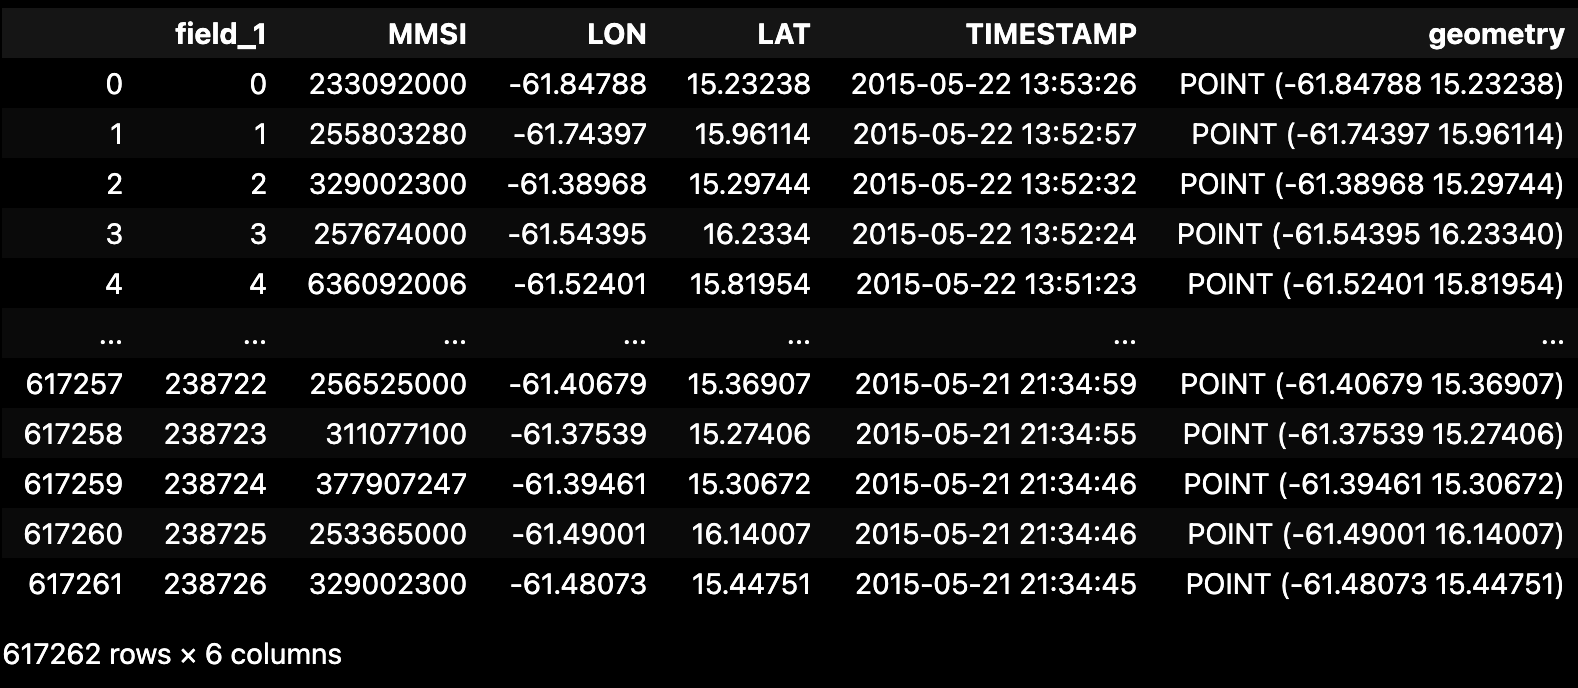 field_1 MMSI LON LAT TIMESTAMP geometry
0 0 233092000 -61.84788 15.23238 2015-05-22 13:53:26 POINT (-61.84788 15.23238)
1 1 255803280 -61.74397 15.96114 2015-05-22 13:52:57 POINT (-61.74397 15.96114)
2 2 329002300 -61.38968 15.29744 2015-05-22 13:52:32 POINT (-61.38968 15.29744)
3 3 257674000 -61.54395 16.2334 2015-05-22 13:52:24 POINT (-61.54395 16.23340)
4 4 636092006 -61.52401 15.81954 2015-05-22 13:51:23 POINT (-61.52401 15.81954)
... ... ... ... ... ... ...
617257 238722 256525000 -61.40679 15.36907 2015-05-21 21:34:59 POINT (-61.40679 15.36907)
617258 238723 311077100 -61.37539 15.27406 2015-05-21 21:34:55 POINT (-61.37539 15.27406)
617259 238724 377907247 -61.39461 15.30672 2015-05-21 21:34:46 POINT (-61.39461 15.30672)
617260 238725 253365000 -61.49001 16.14007 2015-05-21 21:34:46 POINT (-61.49001 16.14007)
617261 238726 329002300 -61.48073 15.44751 2015-05-21 21:34:45 POINT (-61.48073 15.44751)
617262 rows × 6 columns